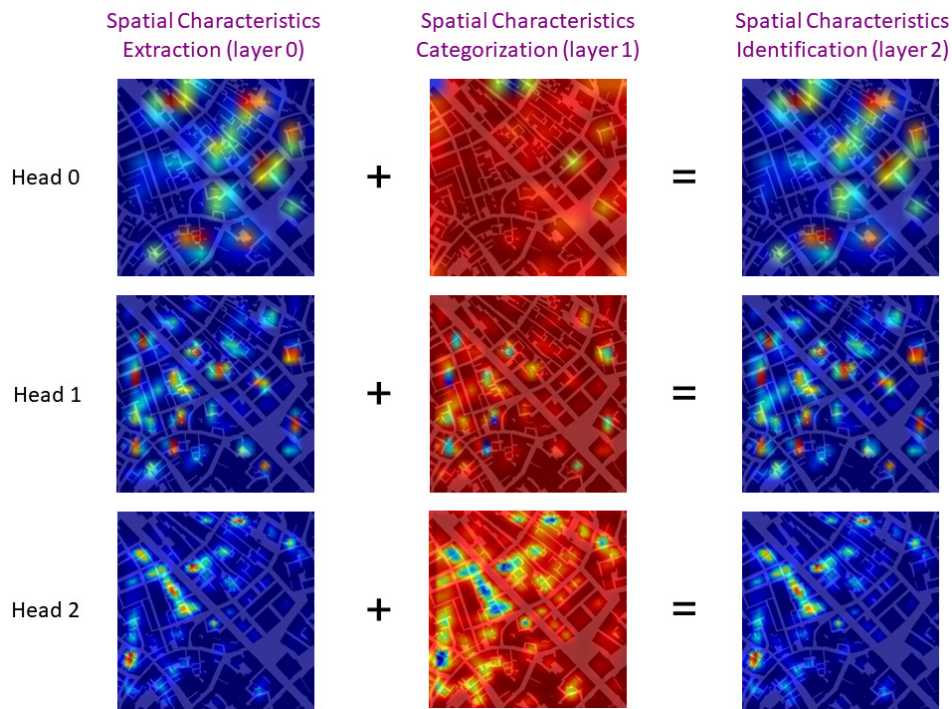 Spatial Characteristics
Extraction (layer 0)
Spatial Characteristics
Categorization (layer 1)
Spatial Characteristics
Identification (layer 2)
Head 0
+
=
Head 1
+
=
Head 2
+
=